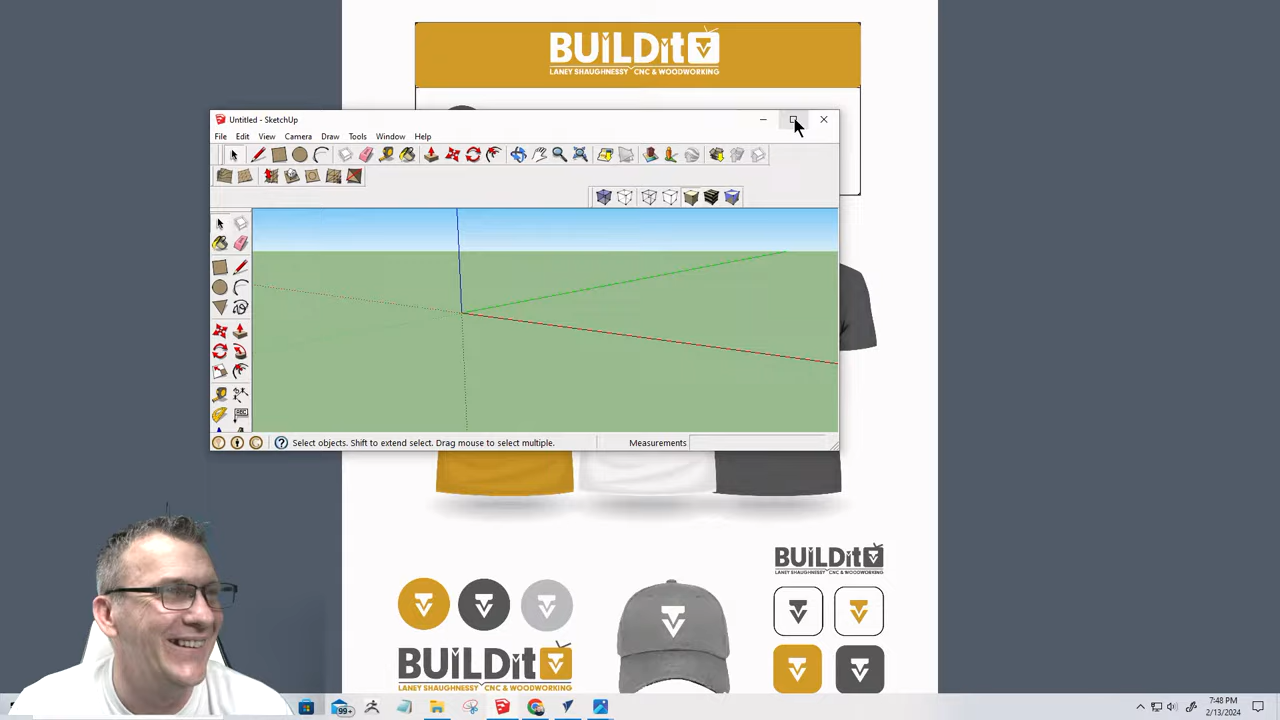 BUiLDit
LANEY SHAUGHNESSY CNC & WOODWORKING
Untitled - SketchUp
File Edit View Camera Draw Tools Window Help
ABC
Select objects. Shift to extend select. Drag mouse to select multiple.
Measurements
BUiLDit
LANEY SHAUGHNESSY CNC & WOODWORKING
BUiLDit
LANEY SHAUGHNESSY CNC & WOODWORKING
99+
7:48 PM
2/13/2024